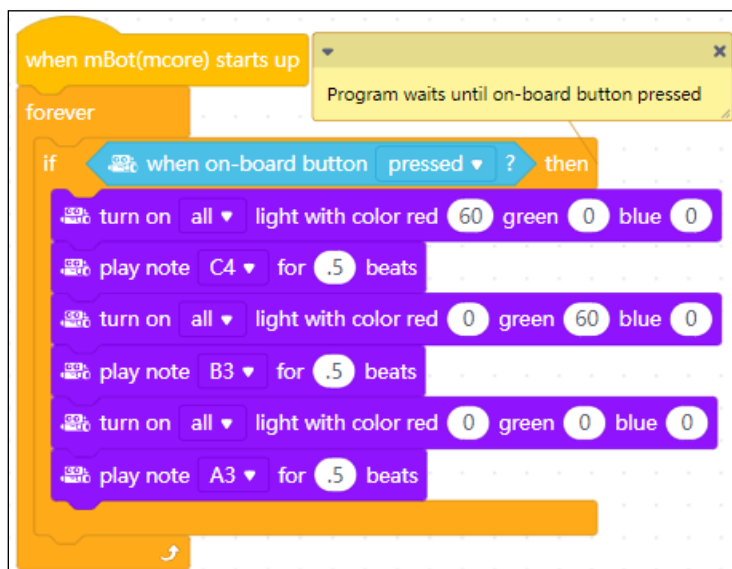 when mBot(mcore) starts up
Program waits until on-board button pressed
forever
if when on-board button pressed ? then
turn on all light with color red 60 green 0 blue 0
play note C4 for .5 beats
turn on all light with color red 0 green 60 blue 0
play note B3 for .5 beats
turn on all light with color red 0 green 0 blue 0
play note A3 for .5 beats